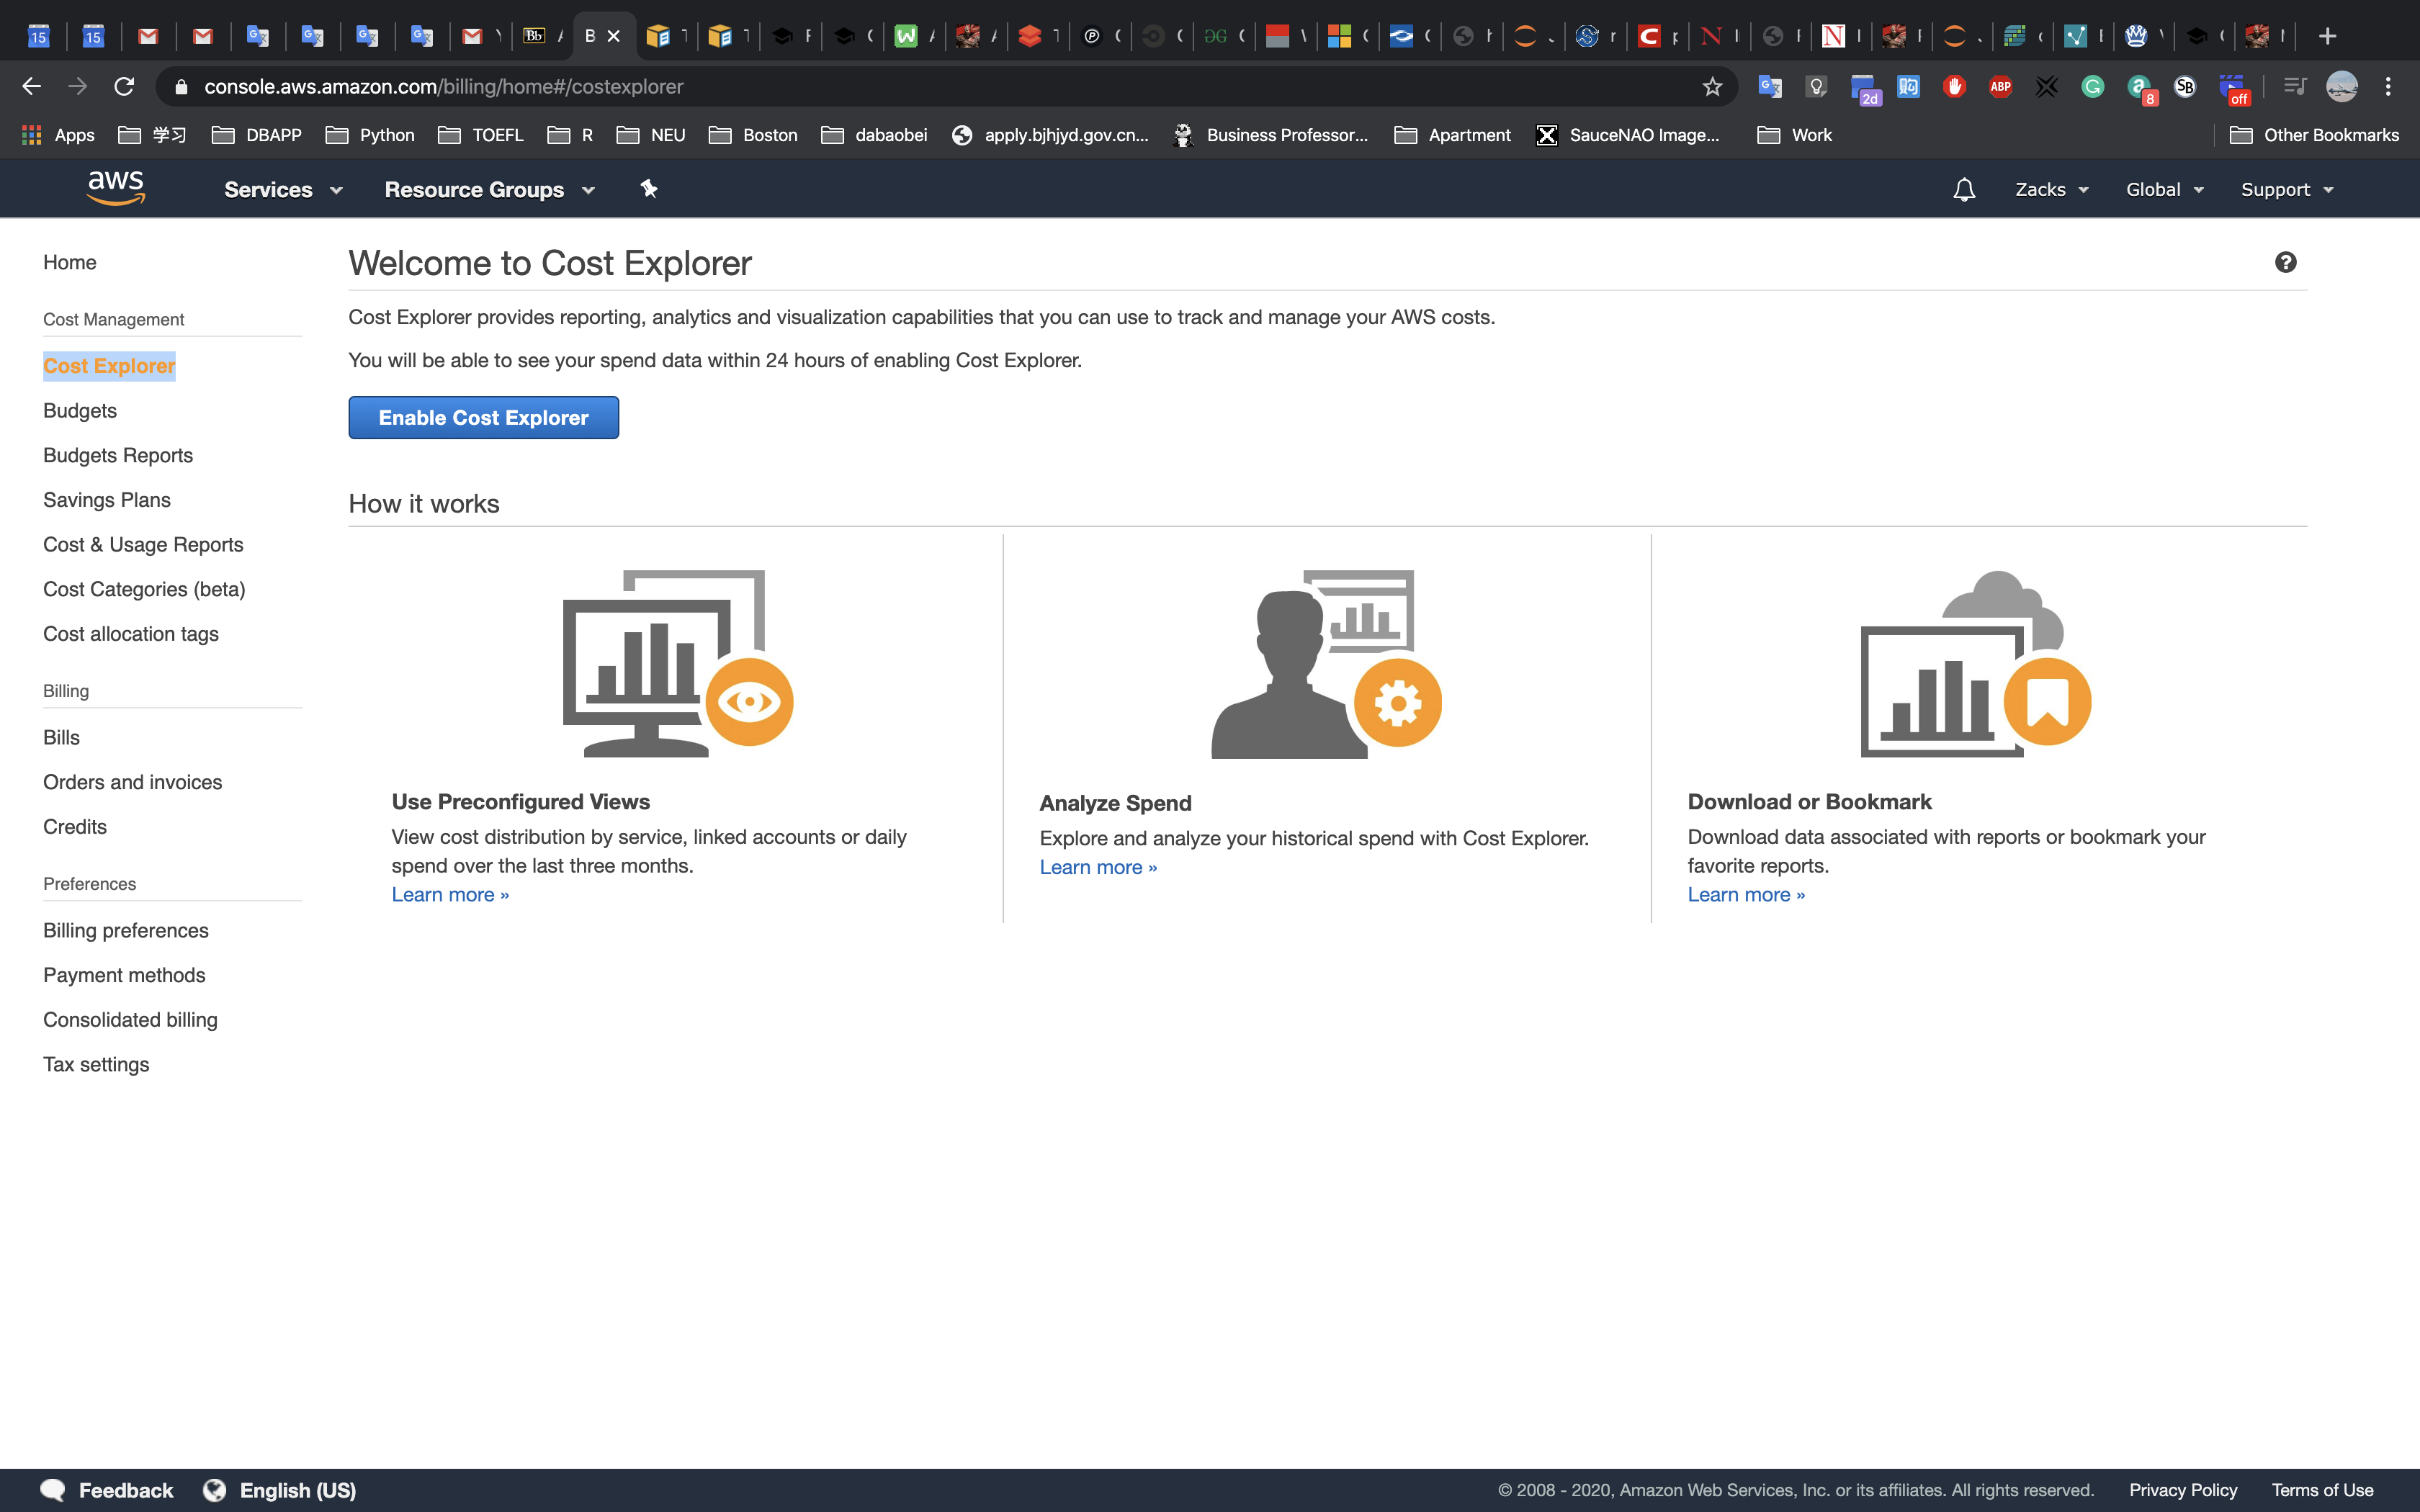 15 15 Bb B
console.aws.amazon.com/billing/home#/costexplorer
2d ABP 8 SB off
Apps 学习 DBAPP Python TOEFL R NEU Boston dabaobei apply.bjhjyd.gov.cn... Business Professor... Apartment SauceNAO Image... Work Other Bookmarks
aws Services Resource Groups Zacks Global Support
Home
Cost Management
Cost Explorer
Budgets
Budgets Reports
Savings Plans
Cost & Usage Reports
Cost Categories (beta)
Cost allocation tags
Billing
Bills
Orders and invoices
Credits
Preferences
Billing preferences
Payment methods
Consolidated billing
Tax settings
Welcome to Cost Explorer
Cost Explorer provides reporting, analytics and visualization capabilities that you can use to track and manage your AWS costs.
You will be able to see your spend data within 24 hours of enabling Cost Explorer.
Enable Cost Explorer
How it works
Use Preconfigured Views
View cost distribution by service, linked accounts or daily
spend over the last three months.
Learn more »
Analyze Spend
Explore and analyze your historical spend with Cost Explorer.
Learn more »
Download or Bookmark
Download data associated with reports or bookmark your
favorite reports.
Learn more »
Feedback English (US) © 2008 - 2020, Amazon Web Services, Inc. or its affiliates. All rights reserved. Privacy Policy Terms of Use